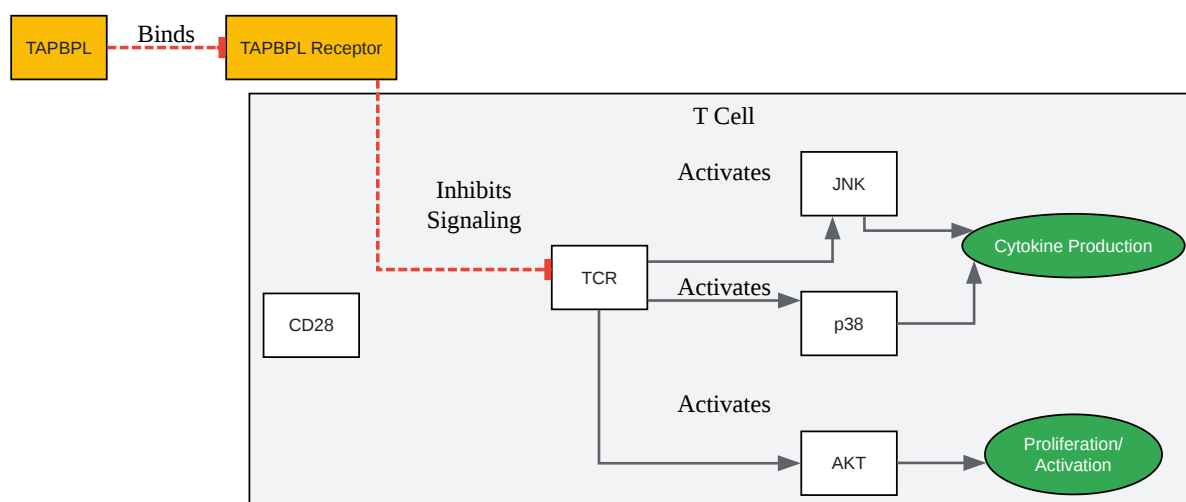 TAPBPL
Binds
TAPBPL Receptor
T Cell
Activates
JNK
Inhibits
Signaling
Cytokine Production
TCR
Activates
CD28
p38
Activates
AKT
Proliferation/
Activation